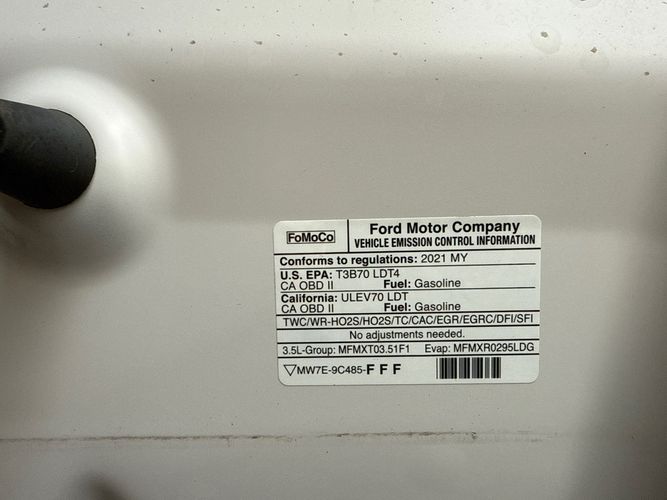 FoMoCo
Ford Motor Company
VEHICLE EMISSION CONTROL INFORMATION
Conforms to regulations: 2021 MY
U.S. EPA: T3B70 LDT4
CA OBD II Fuel: Gasoline
California: ULEV70 LDT
CA OBD II Fuel: Gasoline
TWC/WR-HO2S/HO2S/TC/CAC/EGR/EGRC/DFI/SFI
No adjustments needed.
3.5L-Group: MFMXT03.51F1 Evap: MFMXR0295LDG
MW7E-9C485-F F F